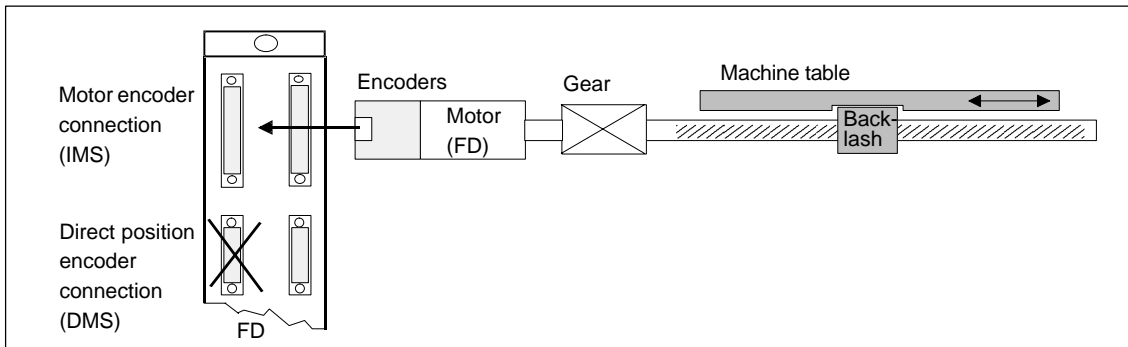 Motor encoder
connection
(IMS)
Direct position
encoder
connection
(DMS)
FD
Encoders
Motor
(FD)
Gear
Machine table
Back-
lash